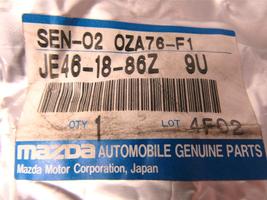 SEN-02 0ZA76-F1
JE46-18-86Z 9U
QTY 1 LOT 4F02
mazda AUTOMOBILE GENUINE PARTS
Mazda Motor Corporation, Japan